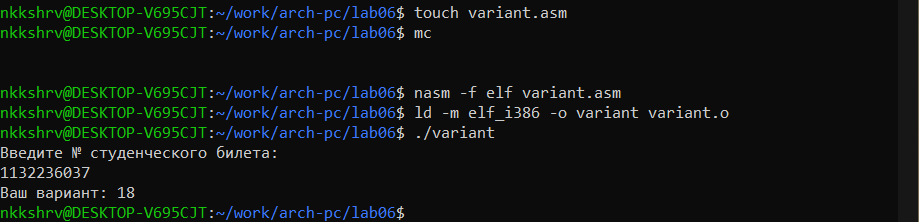 nkkshrv@DESKTOP-V695CJT:~/work/arch-pc/lab06$ touch variant.asm
nkkshrv@DESKTOP-V695CJT:~/work/arch-pc/lab06$ mc
nkkshrv@DESKTOP-V695CJT:~/work/arch-pc/lab06$ nasm -f elf variant.asm
nkkshrv@DESKTOP-V695CJT:~/work/arch-pc/lab06$ ld -m elf_i386 -o variant variant.o
nkkshrv@DESKTOP-V695CJT:~/work/arch-pc/lab06$ ./variant
Введите № студенческого билета:
1132236037
Ваш вариант: 18
nkkshrv@DESKTOP-V695CJT:~/work/arch-pc/lab06$